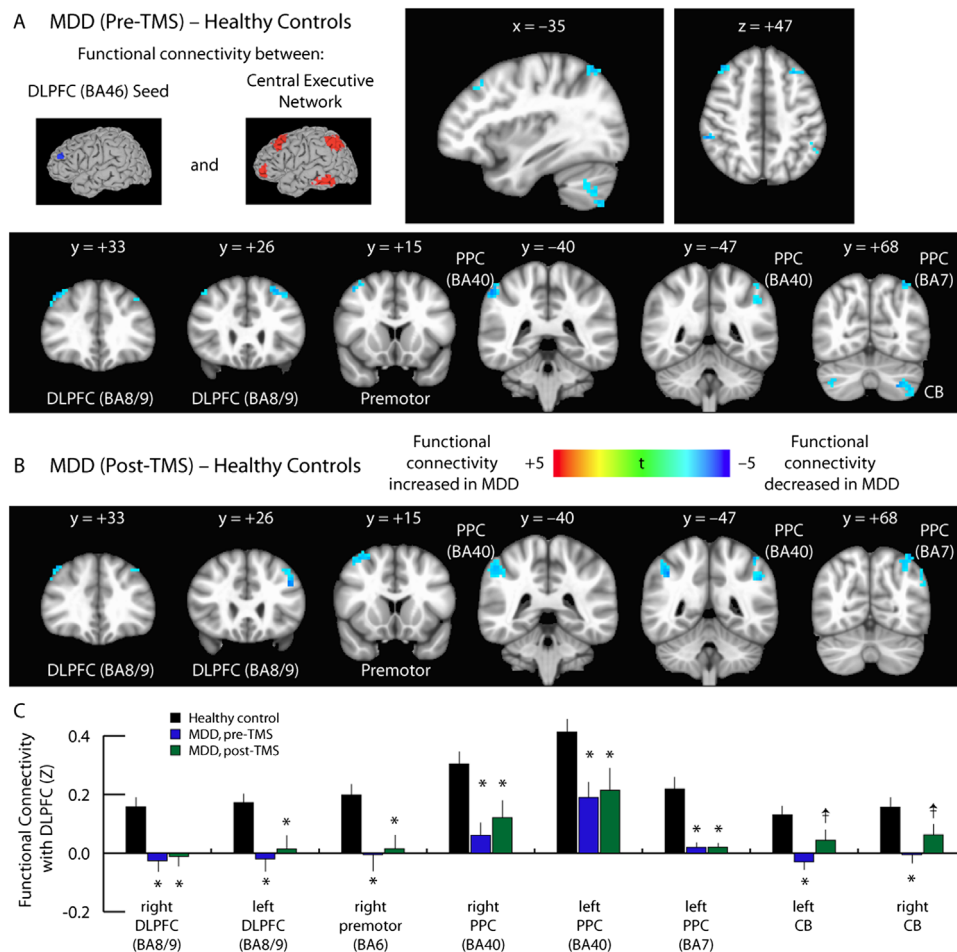 A MDD (Pre-TMS) – Healthy Controls
Functional connectivity between:
DLPFC (BA46) Seed
and
Central Executive
Network
x = –35
z = +47
y = +33
y = +26
y = +15
y = –40
y = –47
y = +68
PPC
(BA40)
PPC
(BA40)
PPC
(BA7)
DLPFC (BA8/9)
DLPFC (BA8/9)
Premotor
CB
B MDD (Post-TMS) – Healthy Controls
Functional
connectivity
increased in MDD
+5
t
–5
Functional
connectivity
decreased in MDD
y = +33
y = +26
y = +15
y = –40
y = –47
y = +68
PPC
(BA40)
PPC
(BA40)
PPC
(BA7)
DLPFC (BA8/9)
DLPFC (BA8/9)
Premotor
C
Healthy control
MDD, pre-TMS
MDD, post-TMS
Functional Connectivity
with DLPFC (Z)
0.4
0.2
0.0
-0.2
* *
* *
* *
* *
* *
* *
* ‡
* ‡
right
DLPFC
(BA8/9)
left
DLPFC
(BA8/9)
right
premotor
(BA6)
right
PPC
(BA40)
left
PPC
(BA40)
left
PPC
(BA7)
left
CB
right
CB